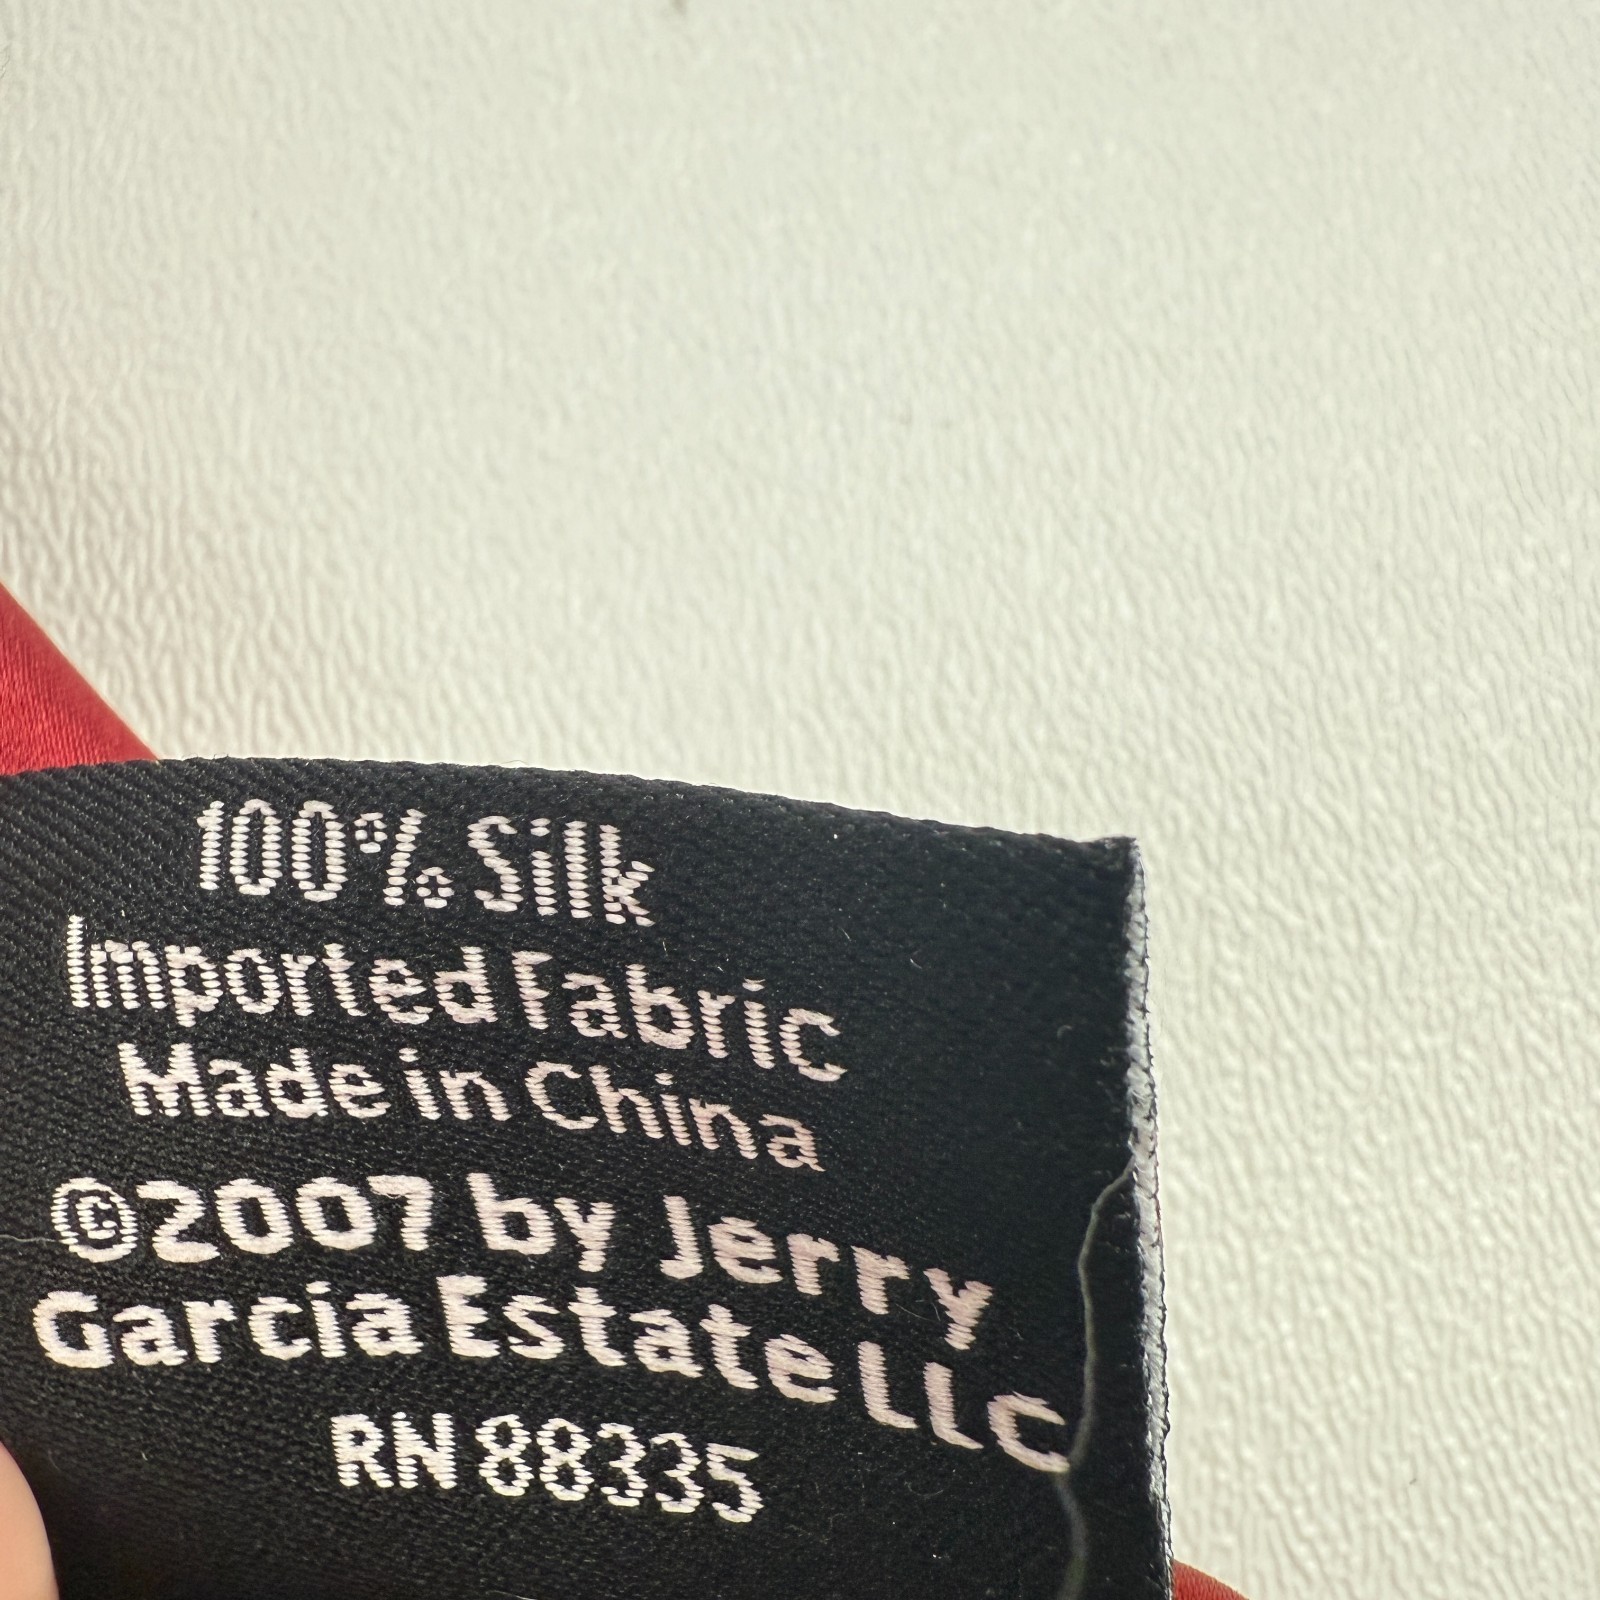 100% Silk
Imported Fabric
Made in China
©2007 by Jerry
Garcia Estate LLC
RN 88335